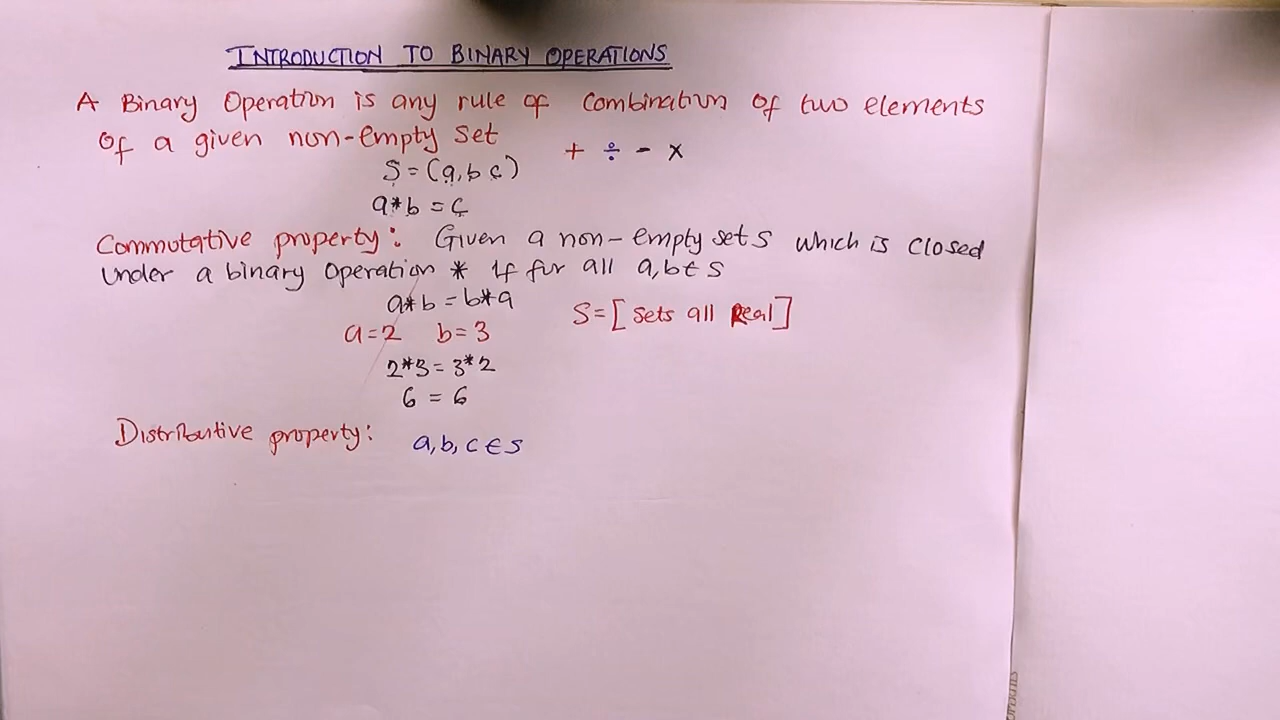 INTRODUCTION TO BINARY OPERATIONS
A Binary Operation is any rule of combination of two elements
of a given non-empty set
+ ÷ - ×
S = (a, b c)
a*b = c
Commutative property: Given a non-empty set S which is closed
under a binary operation * if for all a,b ∈ S
a*b = b*a
S = [sets all Real]
a=2 b=3
2*3 = 3*2
6 = 6
Distributive property: a, b, c ∈ S